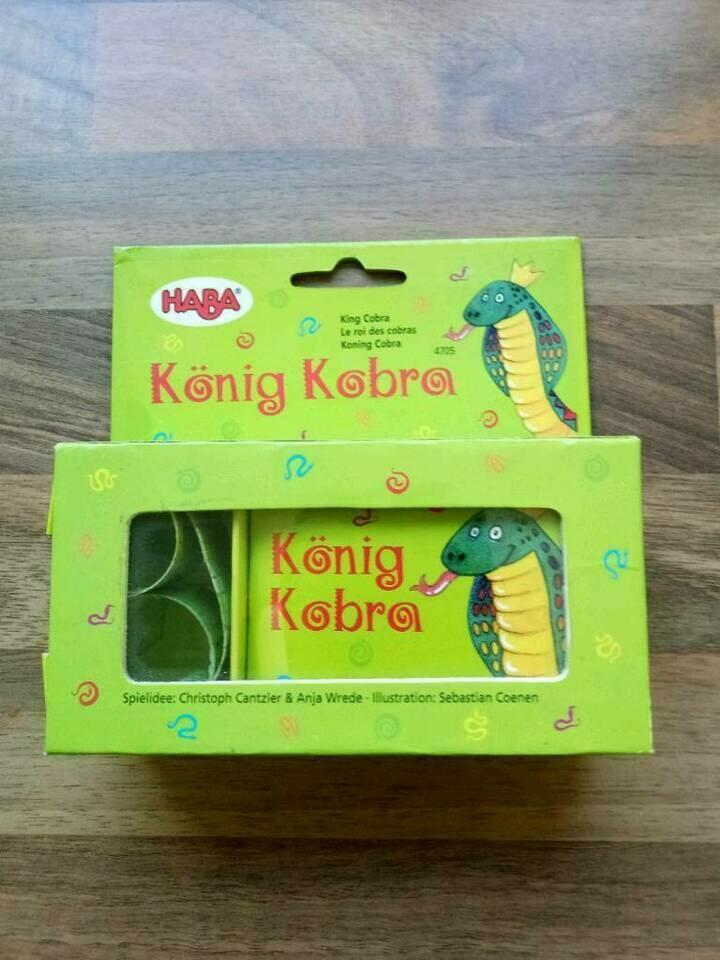 HABA®
King Cobra
Le roi des cobras
Koning Cobra
4705
König Kobra
König
Kobra
Spielidee: Christoph Cantzler & Anja Wrede · Illustration: Sebastian Coenen